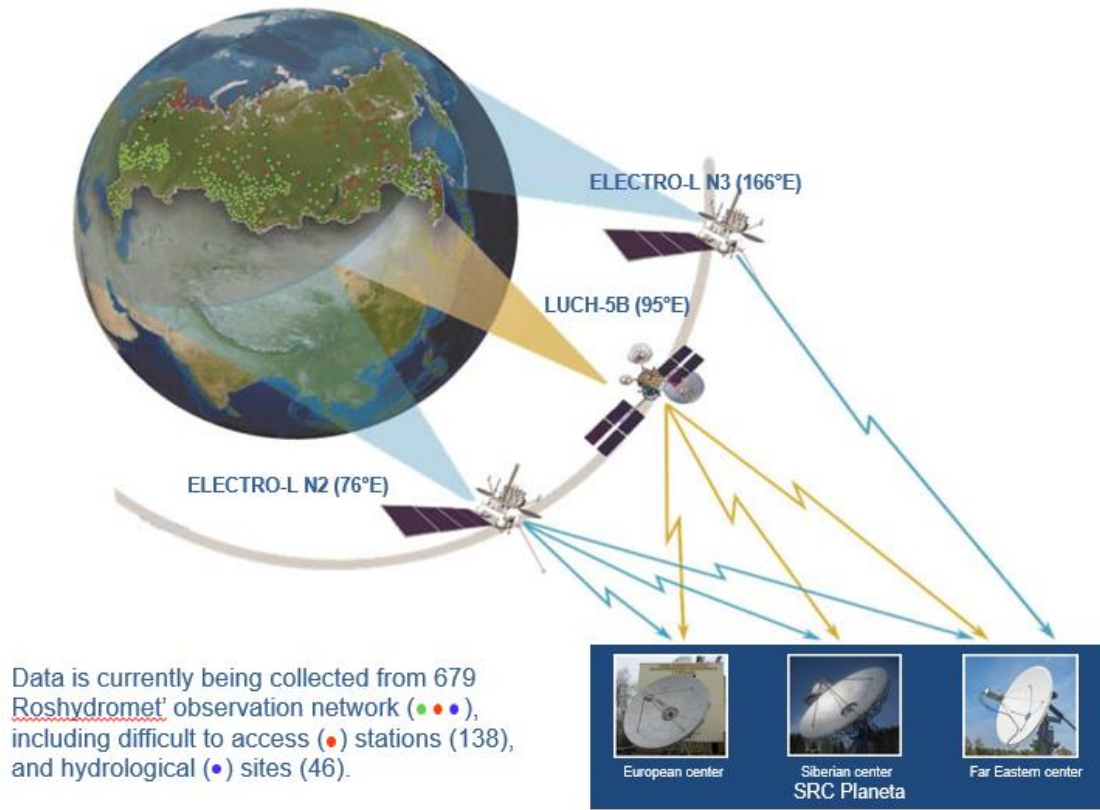 ELECTRO-L N3 (166°E)
LUCH-5B (95°E)
ELECTRO-L N2 (76°E)
Data is currently being collected from 679
Roshydromet' observation network (●●●),
including difficult to access (●) stations (138),
and hydrological (●) sites (46).
European center
Siberian center
Far Eastern center
SRC Planeta